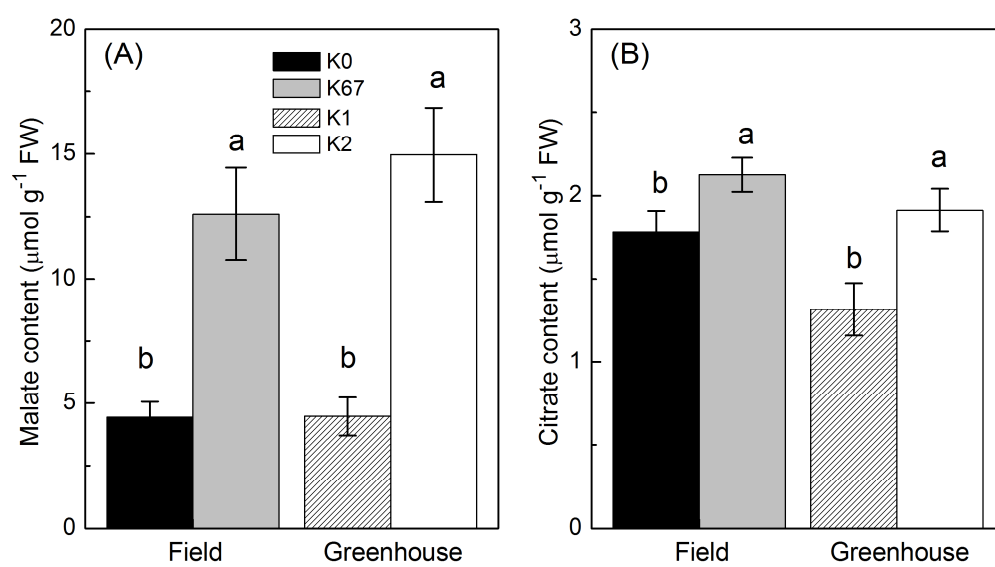 (A)
K0
K67
K1
K2
Malate content (μmol g⁻¹ FW)
20
15
10
5
0
b
a
b
a
Field
Greenhouse
(B)
Citrate content (μmol g⁻¹ FW)
3
2
1
0
b
a
b
a
Field
Greenhouse